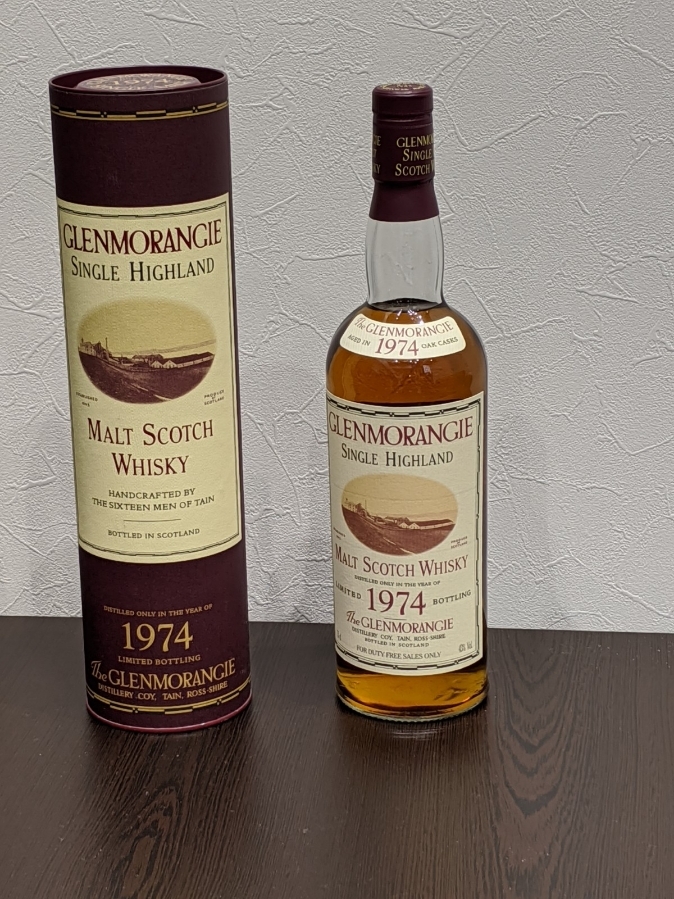 GLENMORANGIE
SINGLE HIGHLAND
MALT SCOTCH
WHISKY
HANDCRAFTED BY
THE SIXTEEN MEN OF TAIN
BOTTLED IN SCOTLAND
DISTILLED ONLY IN THE YEAR OF
1974
LIMITED BOTTLING
The GLENMORANGIE
DISTILLERY COY, TAIN, ROSS-SHIRE
GLENMO
SINGLE
SCOTCH W
The GLENMORANGIE
AGED IN 1974 OAK CASKS
GLENMORANGIE
SINGLE HIGHLAND
MALT SCOTCH WHISKY
DISTILLED ONLY IN THE YEAR OF
LIMITED 1974 BOTTLING
The GLENMORANGIE
DISTILLERY COY, TAIN, ROSS-SHIRE
BOTTLED IN SCOTLAND
FOR DUTY FREE SALES ONLY